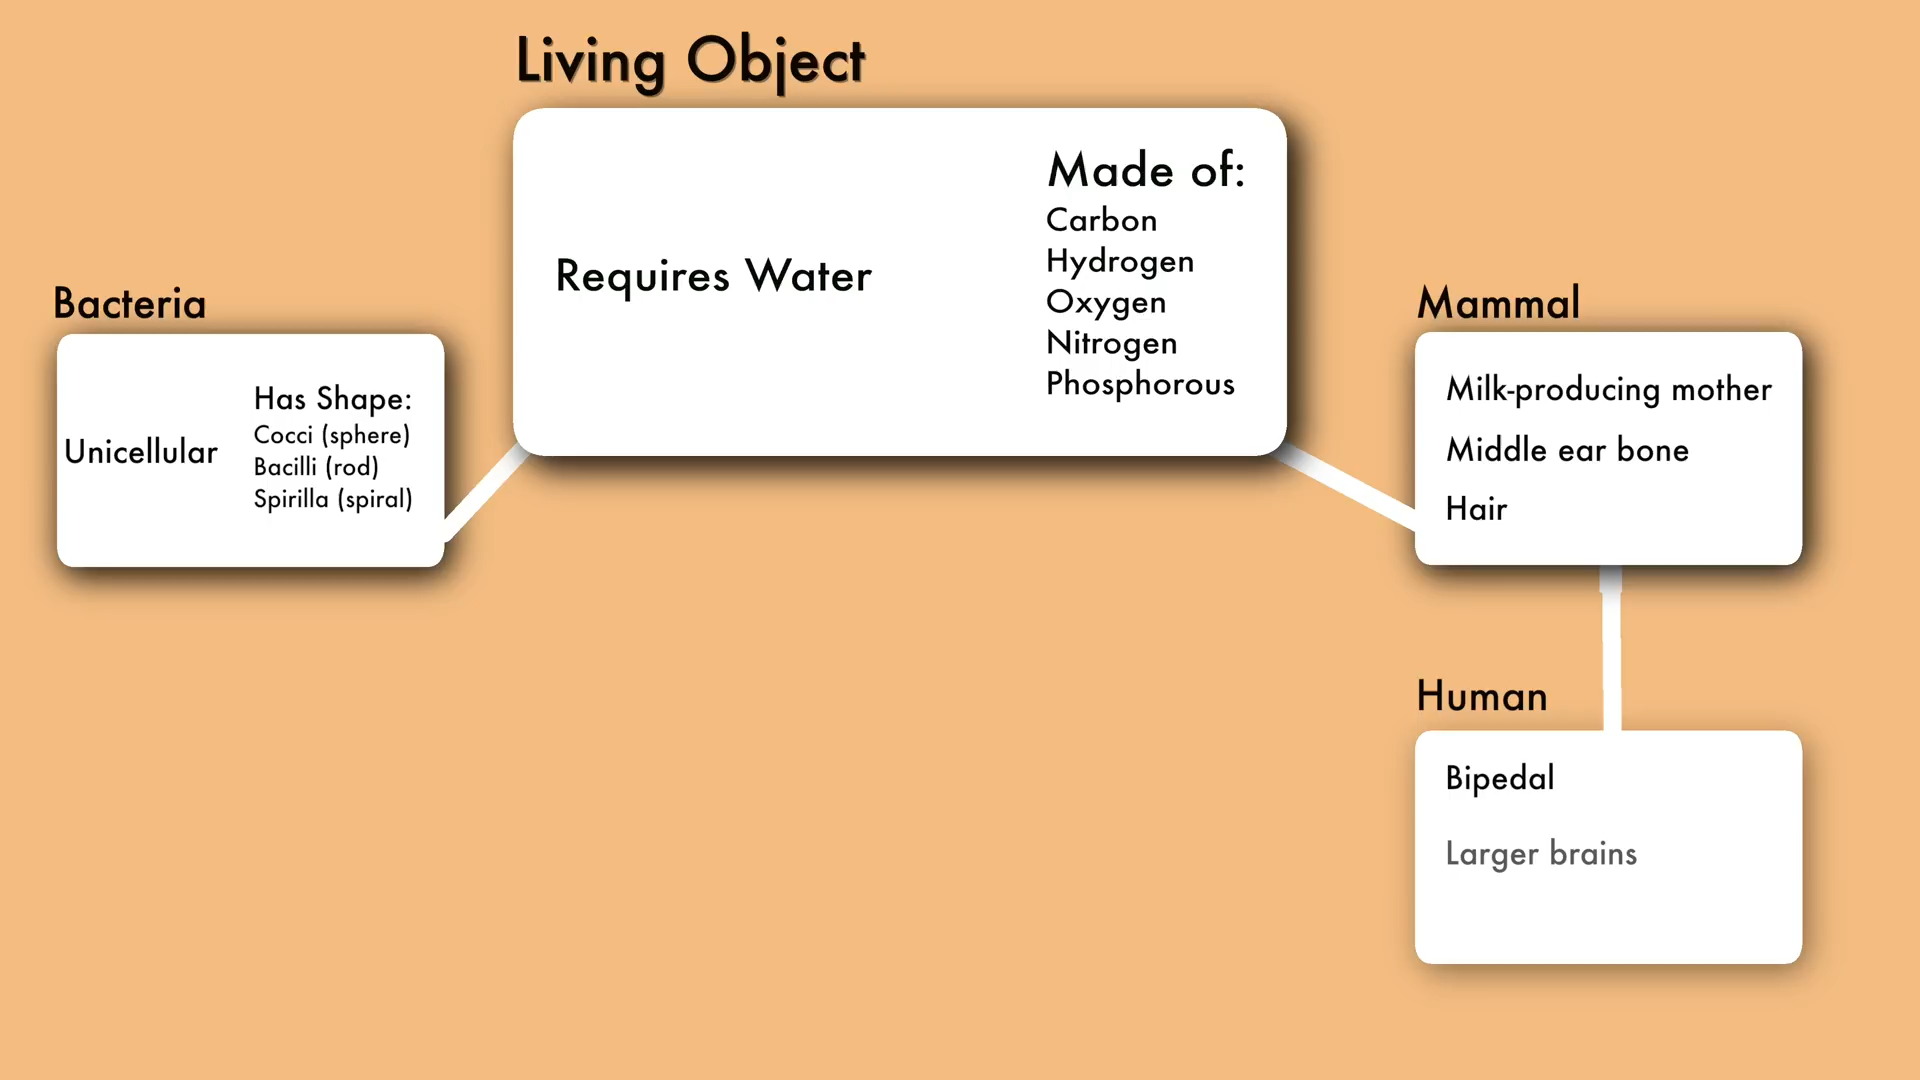 Living Object
Requires Water
Made of:
Carbon
Hydrogen
Oxygen
Nitrogen
Phosphorous
Bacteria
Unicellular
Has Shape:
Cocci (sphere)
Bacilli (rod)
Spirilla (spiral)
Mammal
Milk-producing mother
Middle ear bone
Hair
Human
Bipedal
Larger brains